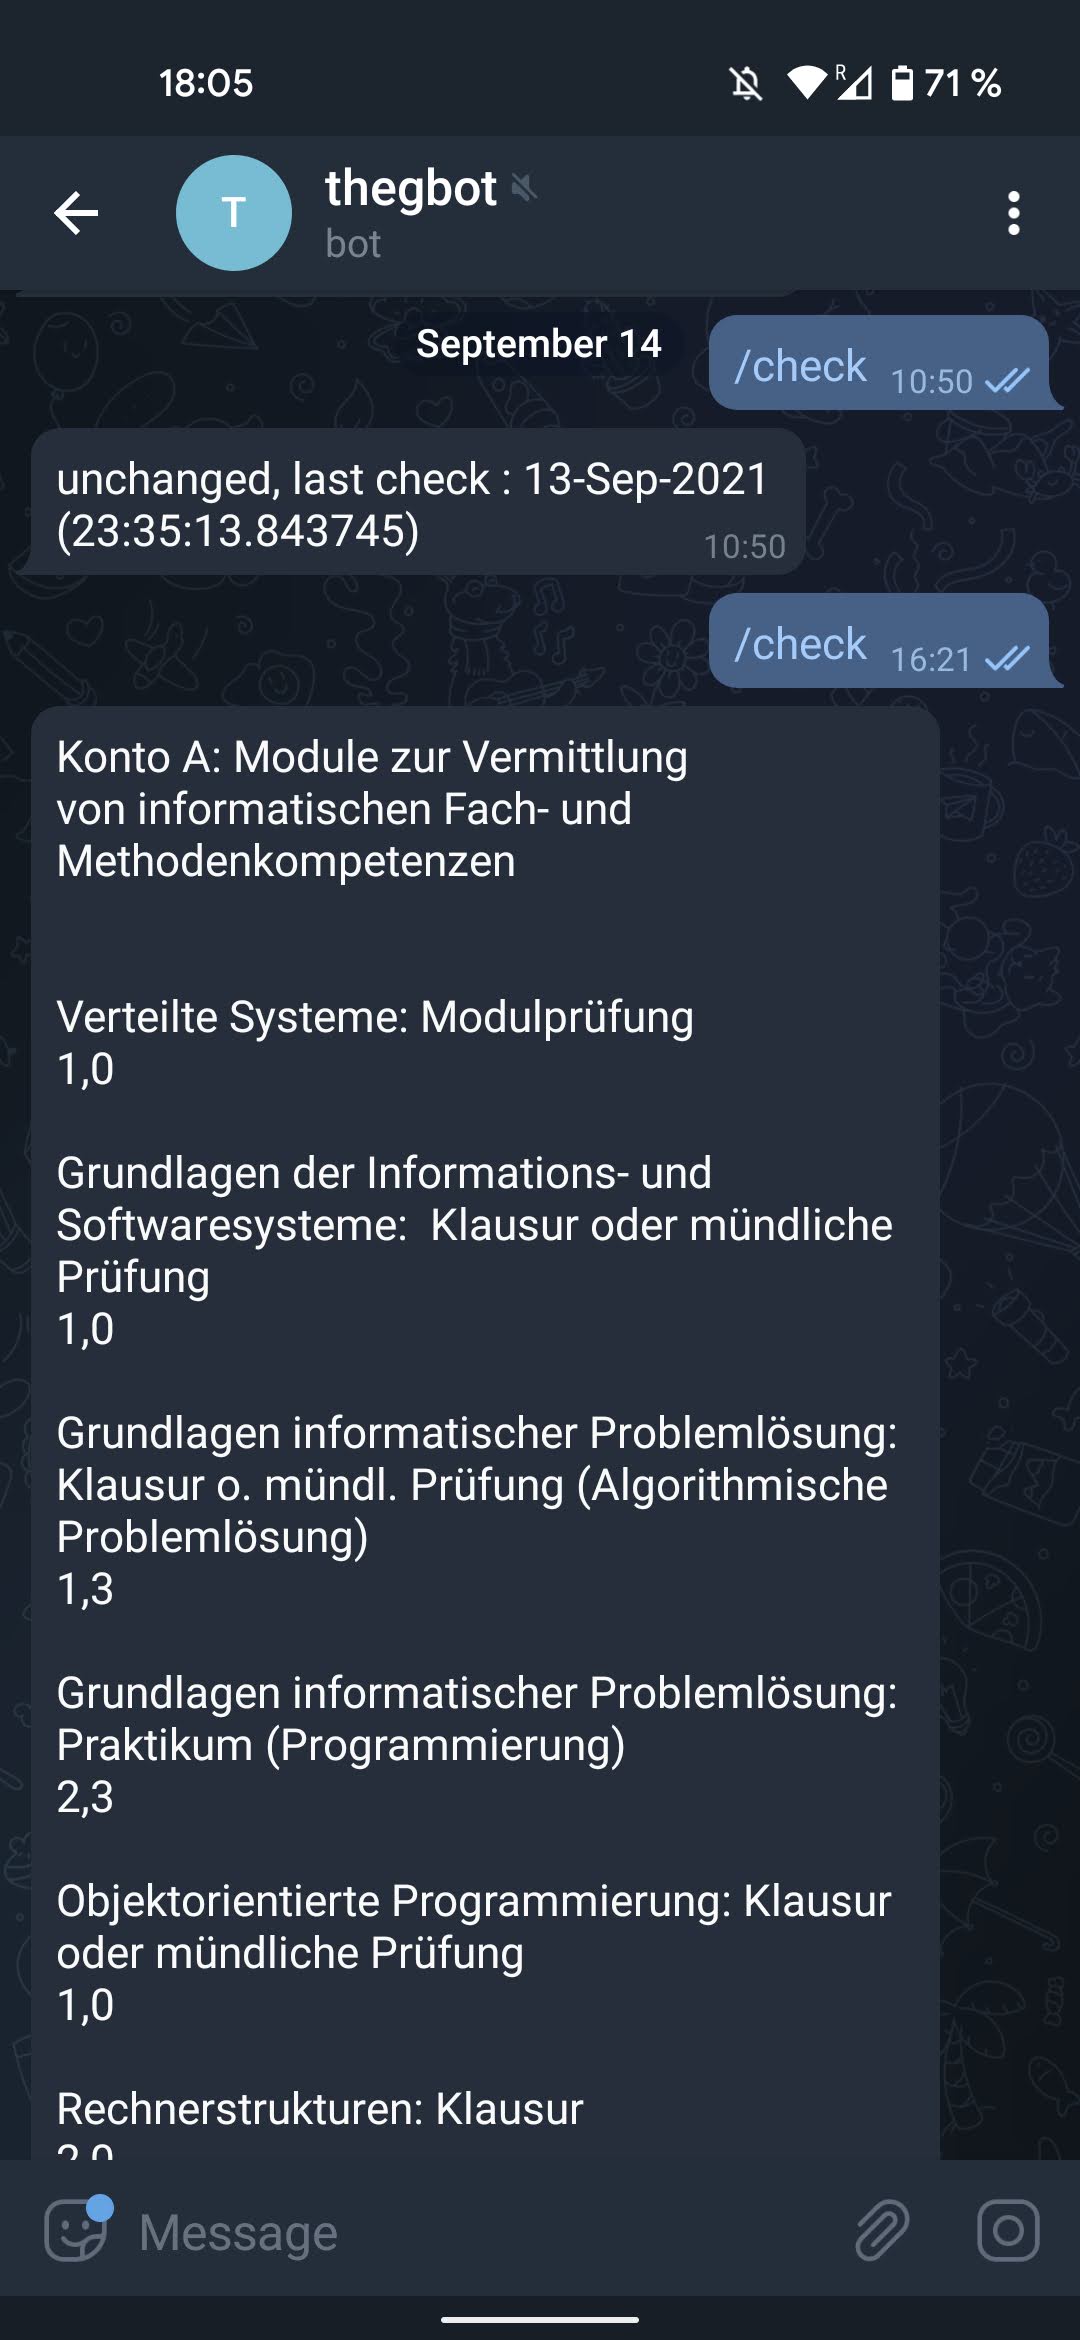 18:05
R
71 %
T
thegbot
bot
September 14
/check 10:50
unchanged, last check : 13-Sep-2021
(23:35:13.843745)
10:50
/check 16:21
Konto A: Module zur Vermittlung
von informatischen Fach- und
Methodenkompetenzen
Verteilte Systeme: Modulprüfung
1,0
Grundlagen der Informations- und
Softwaresysteme:  Klausur oder mündliche
Prüfung
1,0
Grundlagen informatischer Problemlösung:
Klausur o. mündl. Prüfung (Algorithmische
Problemlösung)
1,3
Grundlagen informatischer Problemlösung:
Praktikum (Programmierung)
2,3
Objektorientierte Programmierung: Klausur
oder mündliche Prüfung
1,0
Rechnerstrukturen: Klausur
Message